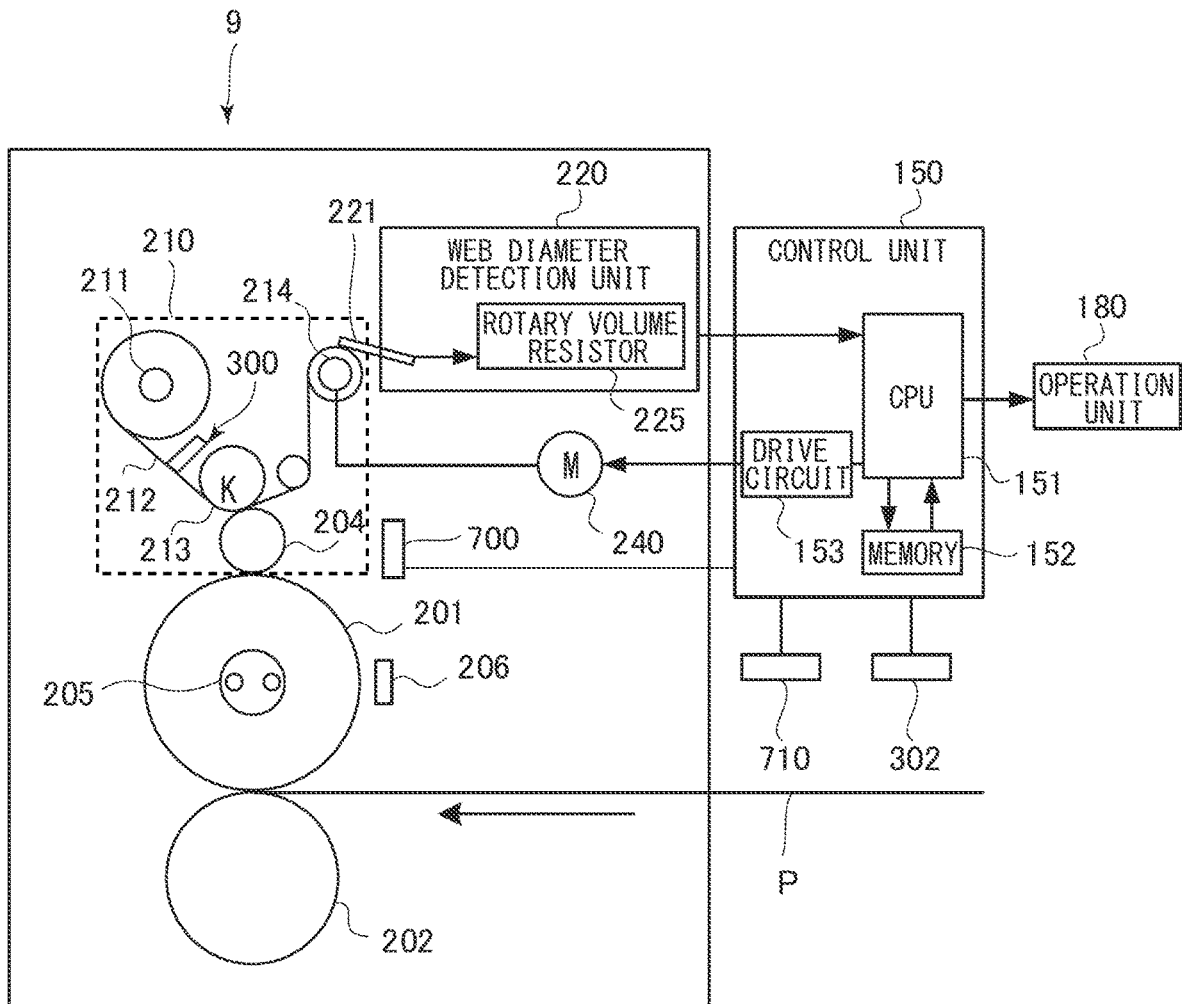 9
220
150
221
210
WEB DIAMETER
DETECTION UNIT
CONTROL UNIT
211
214
180
ROTARY VOLUME
RESISTOR
300
CPU
OPERATION
UNIT
225
DRIVE
CIRCUIT
212
K
M
151
204
213
700
240
153
MEMORY
152
201
205
206
710
302
P
202